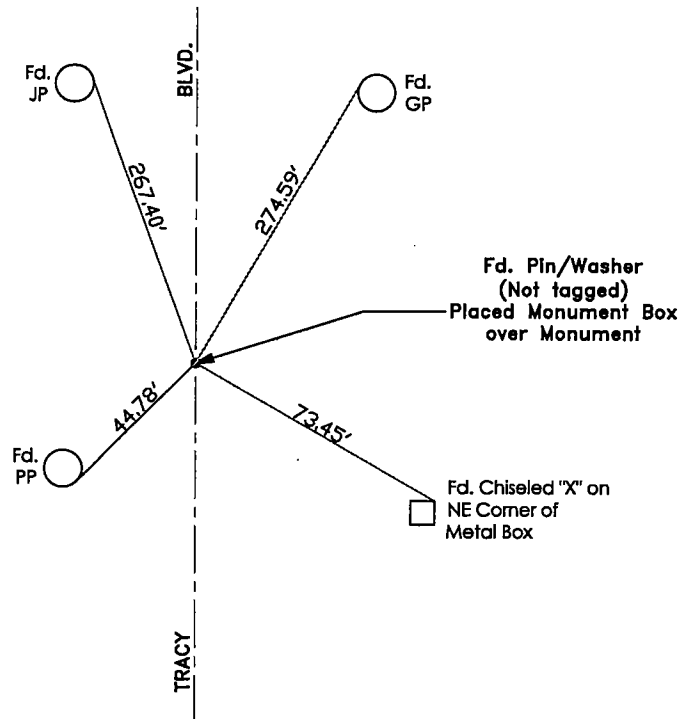 Fd.
JP
BLVD.
Fd.
GP
267.40'
274.59'
Fd. Pin/Washer
(Not tagged)
Placed Monument Box
over Monument
44.78'
73.45'
Fd.
PP
Fd. Chiseled "X" on
NE Corner of
Metal Box
TRACY